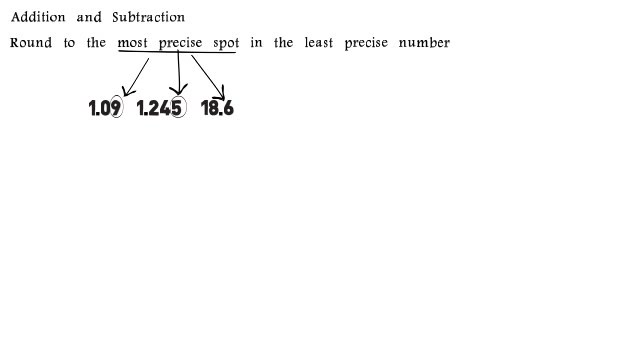 Addition and Subtraction
Round to the most precise spot in the least precise number
1.09 1.245 18.6